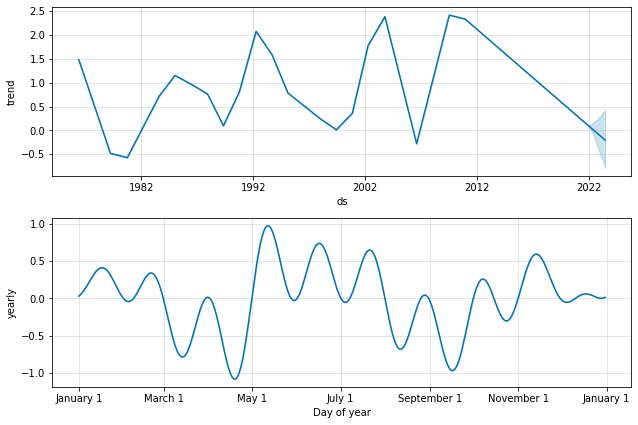 2.5
2.0
1.5
1.0
0.5
0.0
−0.5
trend
1982 1992 2002 2012 2022
ds
1.0
0.5
0.0
−0.5
−1.0
yearly
January 1 March 1 May 1 July 1 September 1 November 1 January 1
Day of year